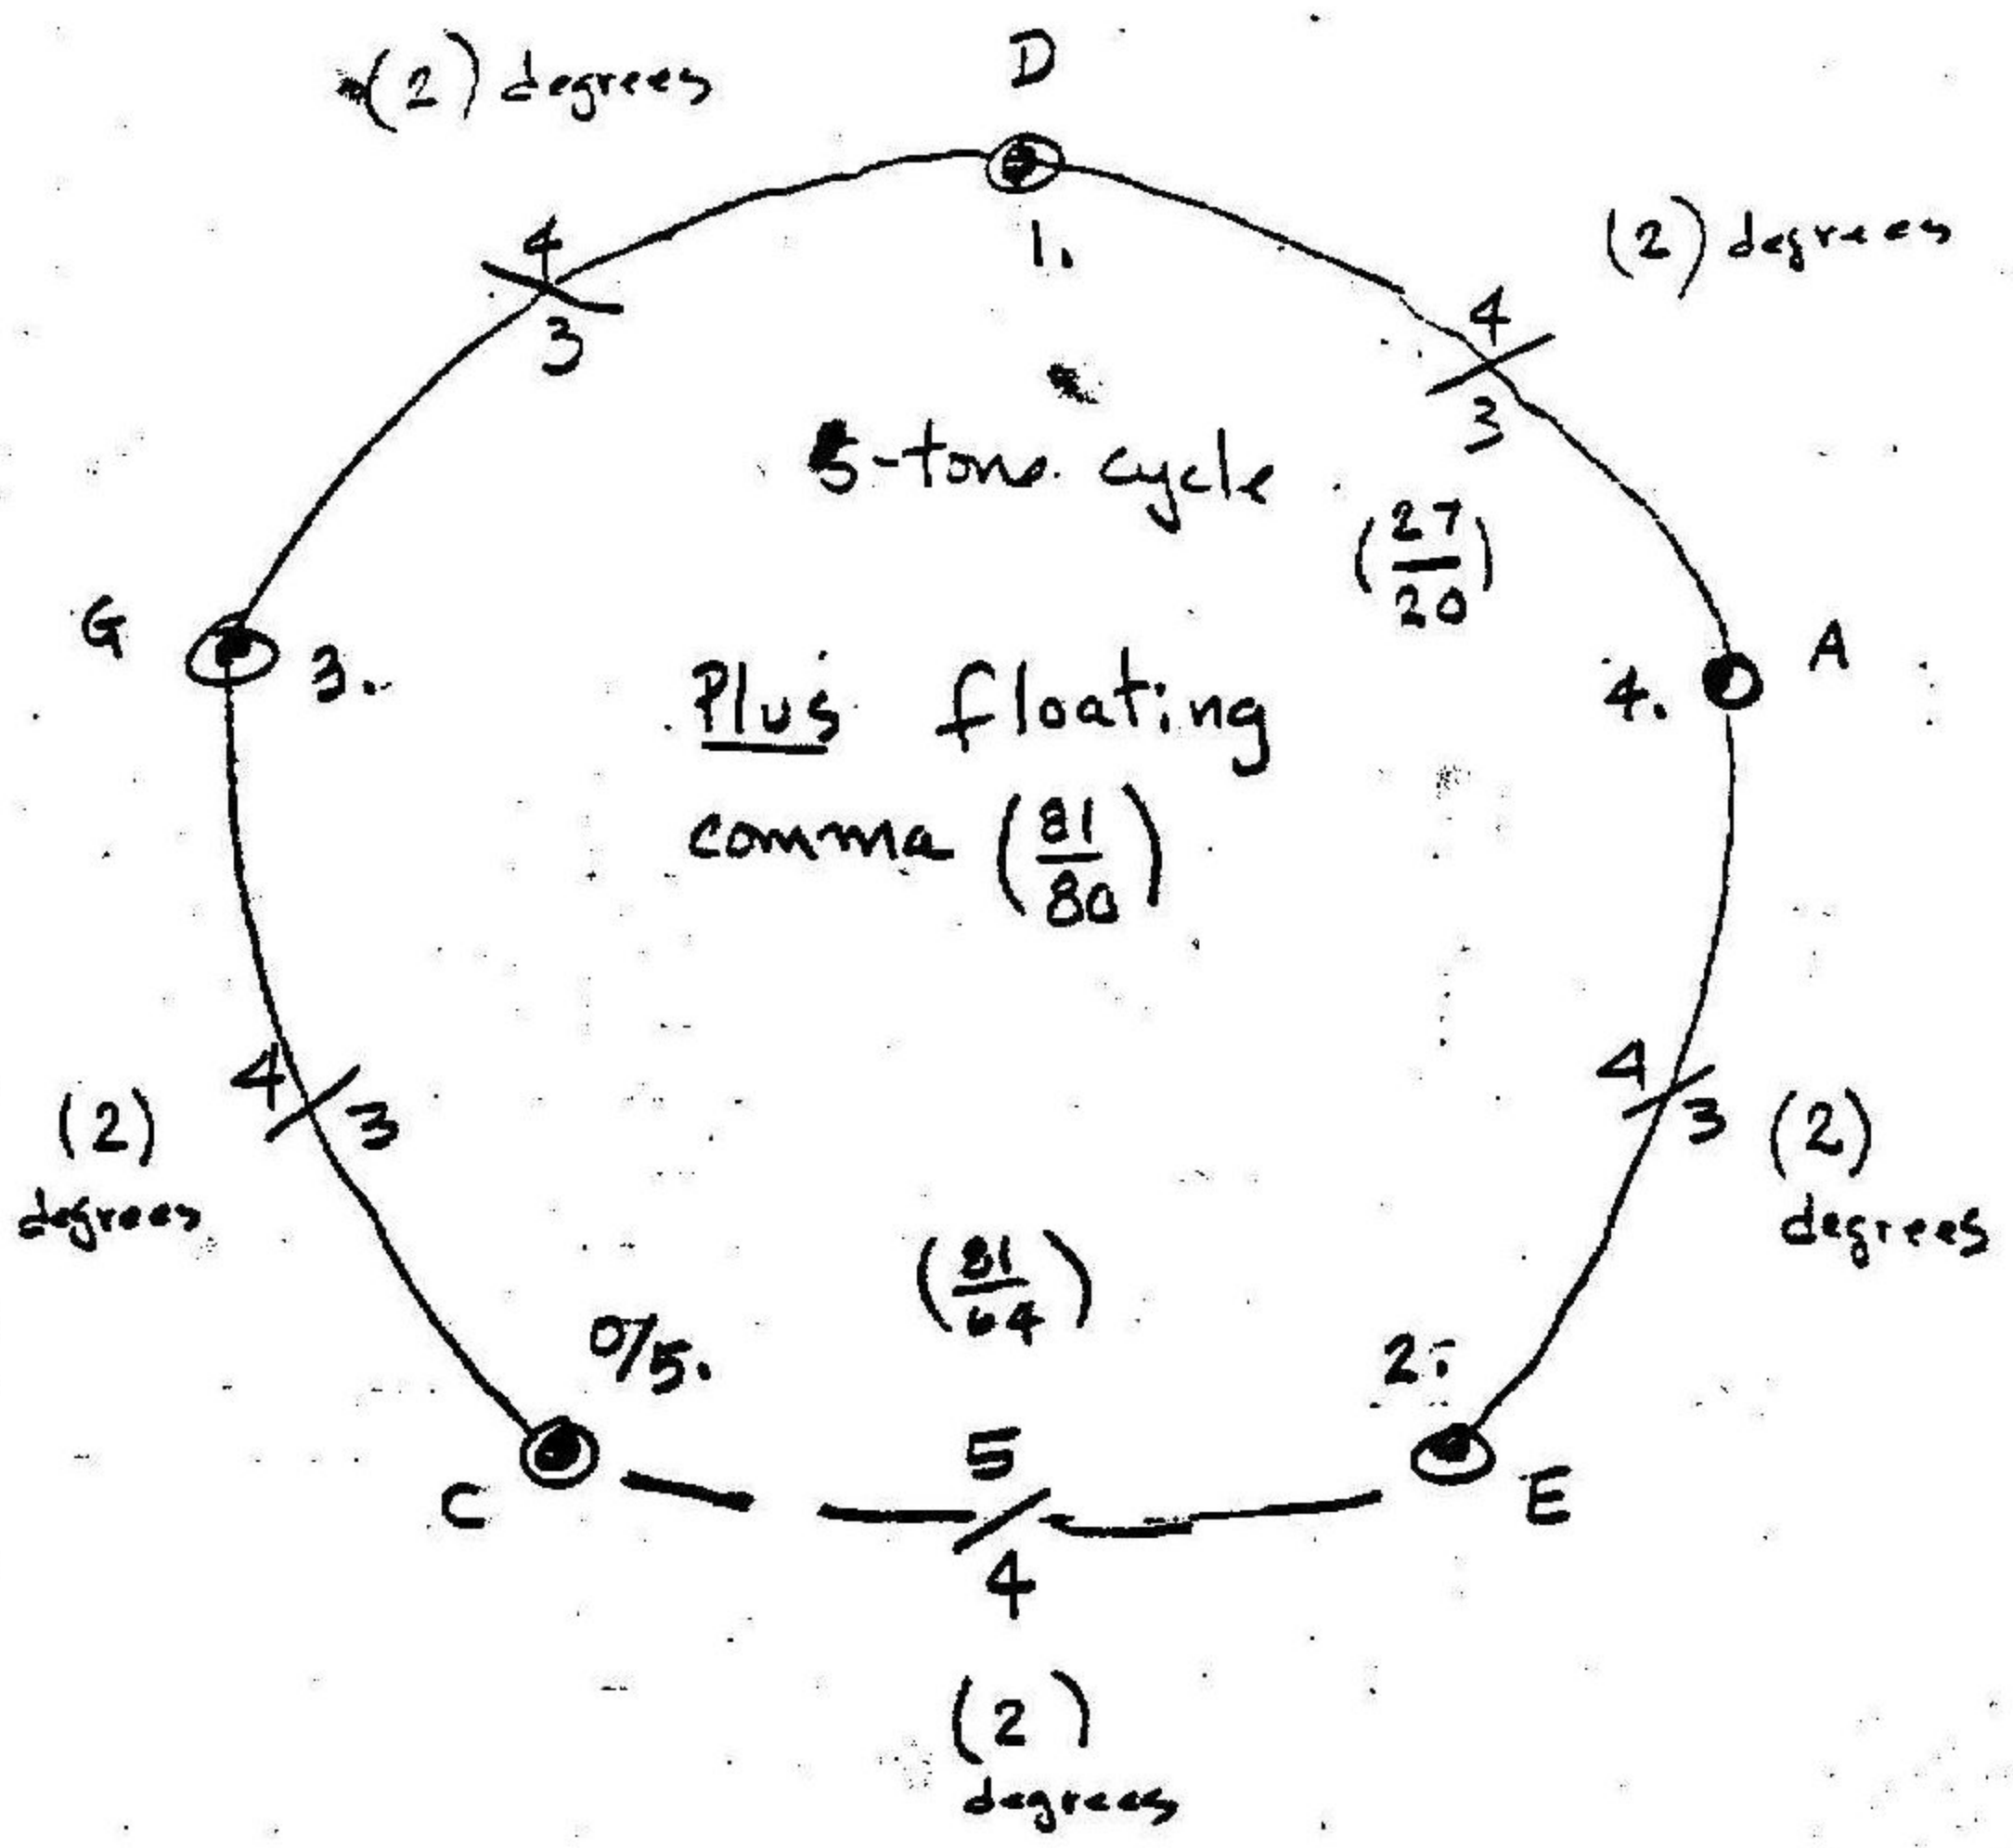 D
(2) degrees
1.
(2) degrees
4
3
4
3
5-tone cycle
(27/20)
G
3.
Plus floating
comma (81/80)
4.
A
4/3
(2)
degrees
4/3
(2)
degrees
(81/64)
0/5.
2.
C
5
4
E
(2)
degrees